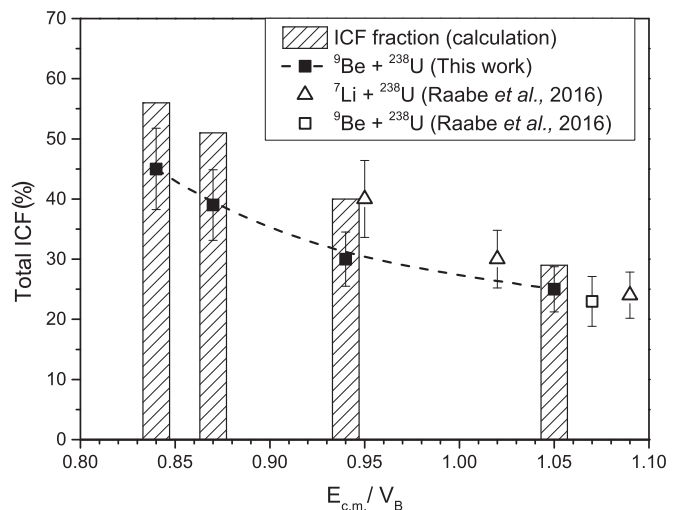 70
60
50
40
30
20
10
0
Total ICF(%)
ICF fraction (calculation)
⁹Be + ²³⁸U (This work)
⁷Li + ²³⁸U (Raabe et al., 2016)
⁹Be + ²³⁸U (Raabe et al., 2016)
0.80 0.85 0.90 0.95 1.00 1.05 1.10
E_c.m./ V_B